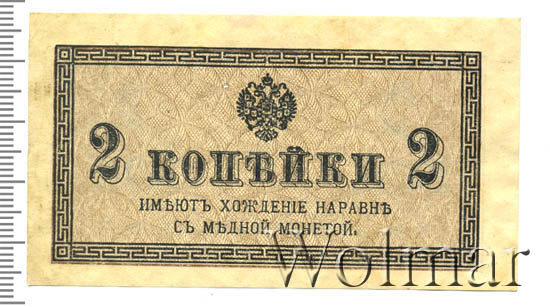 2 КОПѢЙКИ 2
ИМѢЮТЪ ХОЖДЕНІЕ НАРАВНѢ
СЪ МѢДНОЙ МОНЕТОЙ.
Wolmar